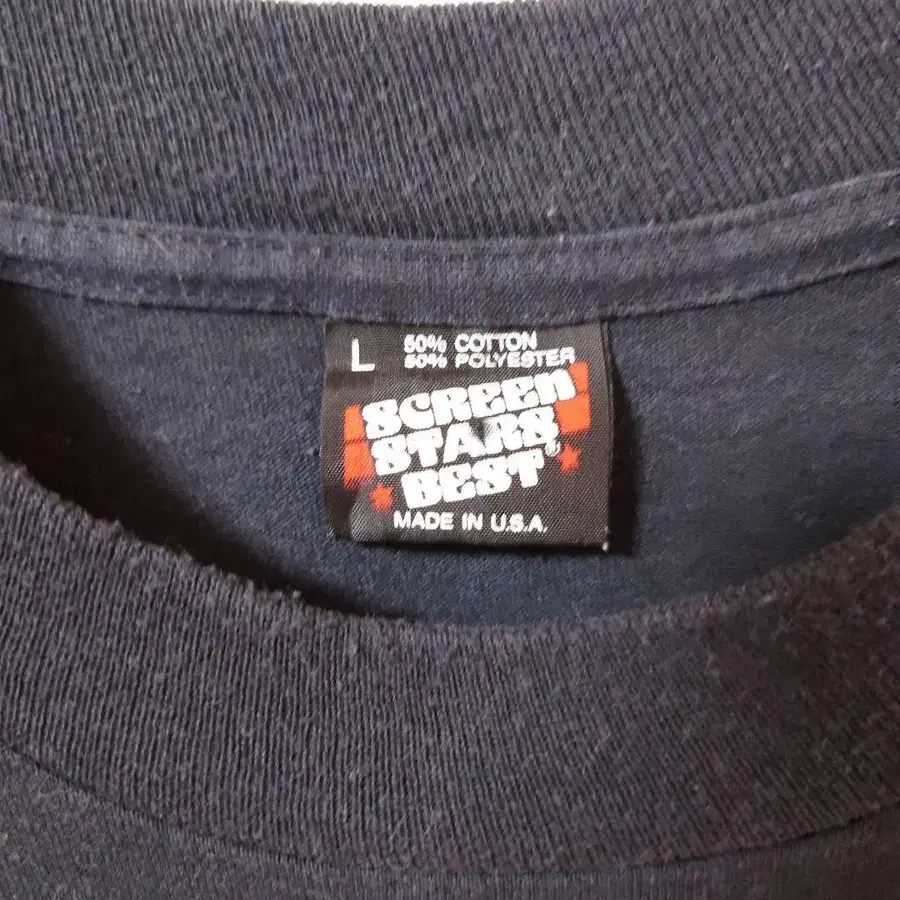 L
50% COTTON
50% POLYESTER
SCREEN
STARS
BEST®
MADE IN U.S.A.